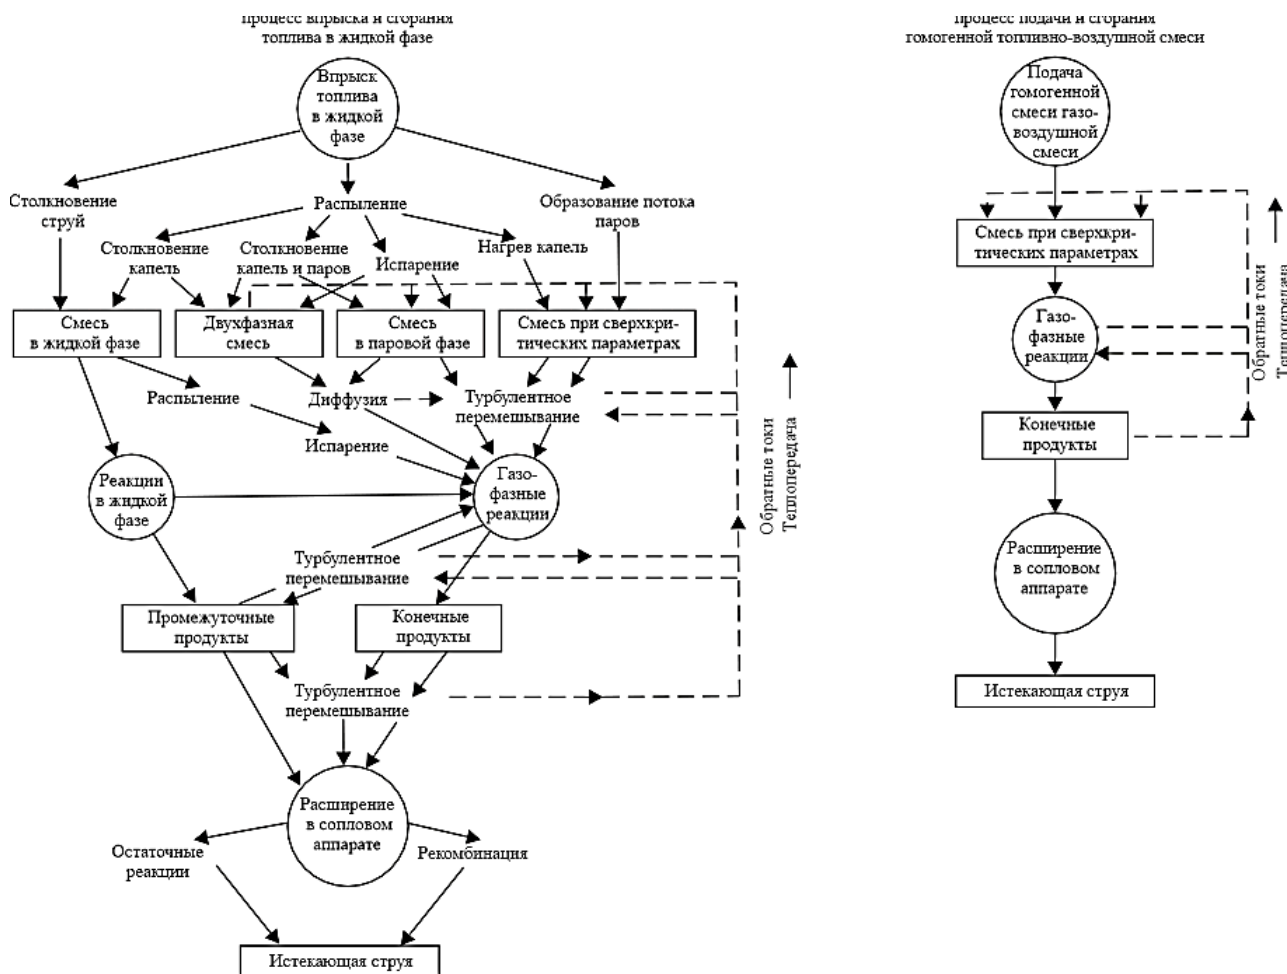 процесс впрыска и сгорания
топлива в жидкой фазе
Впрыск
топлива
в жидкой
фазе
Столкновение
струй
Распыление
Образование потока
паров
Столкновение
капель
Столкновение
капель и паров
Испарение
Нагрев капель
Смесь
в жидкой фазе
Двухфазная
смесь
Смесь
в паровой фазе
Смесь при сверхкри-
тических параметрах
Распыление
Диффузия
Турбулентное
перемешывание
Испарение
Реакции
в жидкой
фазе
Газо-
фазные
реакции
Турбулентное
перемешывание
Промежуточные
продукты
Конечные
продукты
Турбулентное
перемешывание
Расширение
в сопловом
аппарате
Остаточные
реакции
Рекомбинация
Истекающая струя
Обратные токи
Теплопередача
процесс подачи и сгорания
гомогенной топливно-воздушной смеси
Подача
гомогенной
смеси газо-
воздушной
смеси
Смесь при сверхкри-
тических параметрах
Газо-
фазные
реакции
Конечные
продукты
Расширение
в сопловом
аппарате
Истекающая струя
Обратные токи
Теплопередача